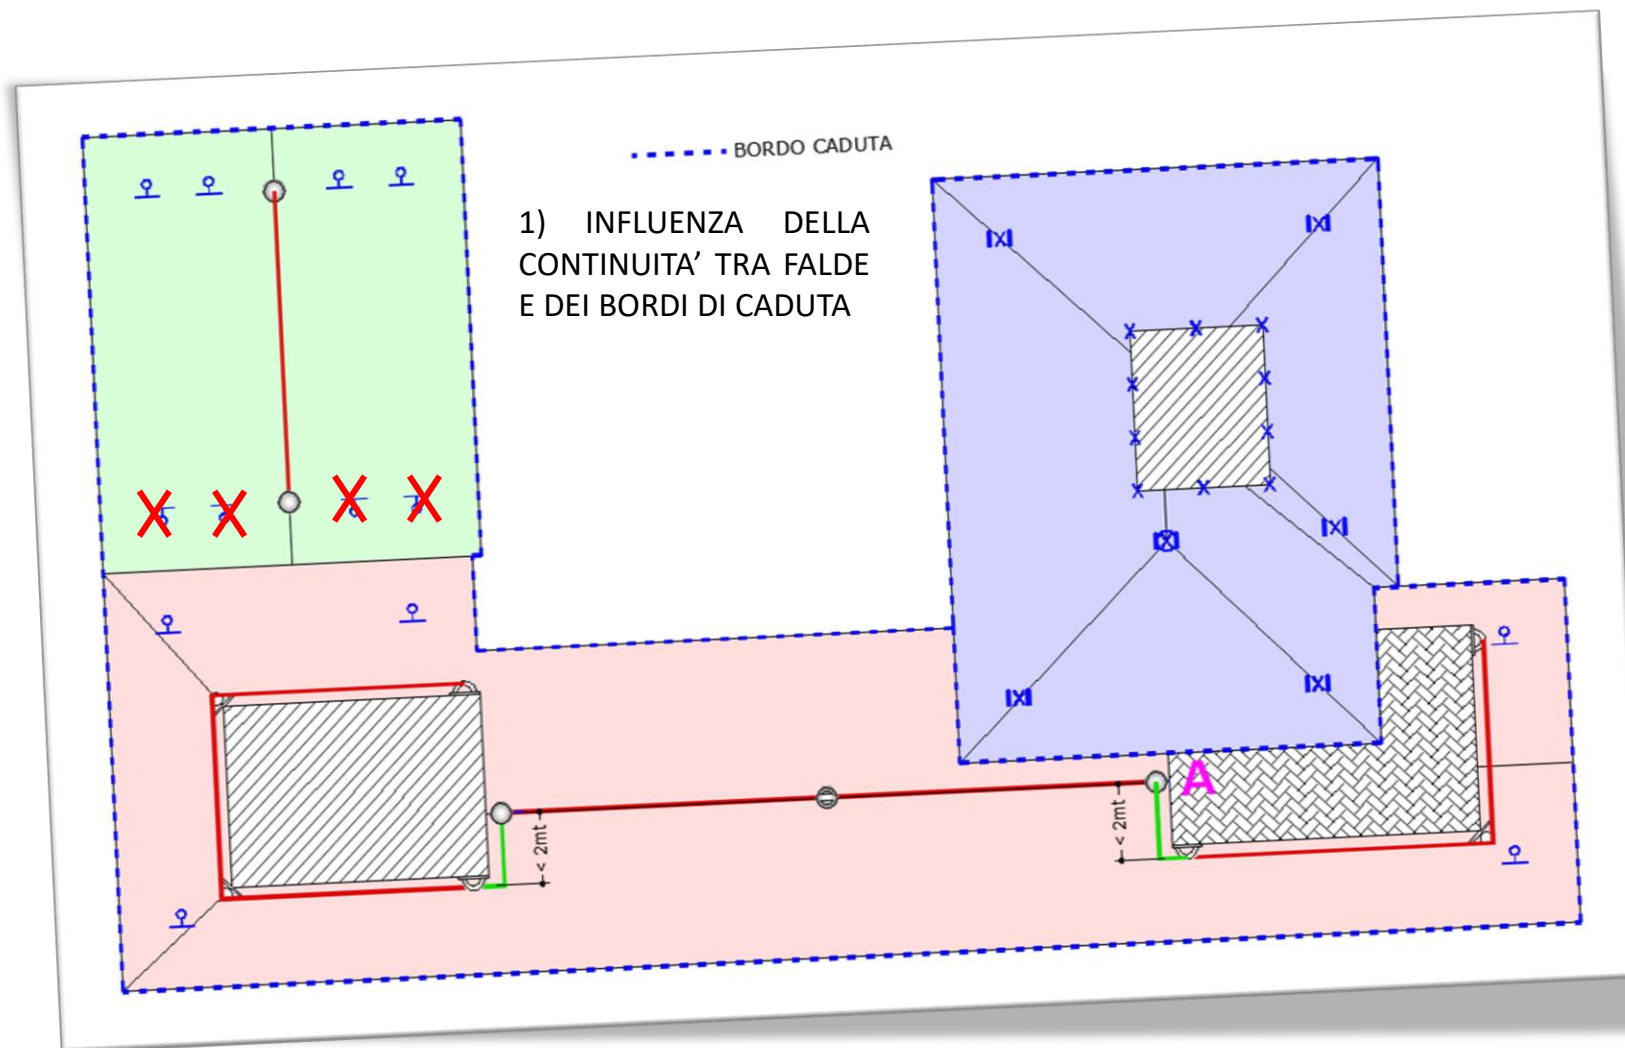 BORDO CADUTA
1) INFLUENZA DELLA
CONTINUITA’ TRA FALDE
E DEI BORDI DI CADUTA
A
< 2mt
< 2mt